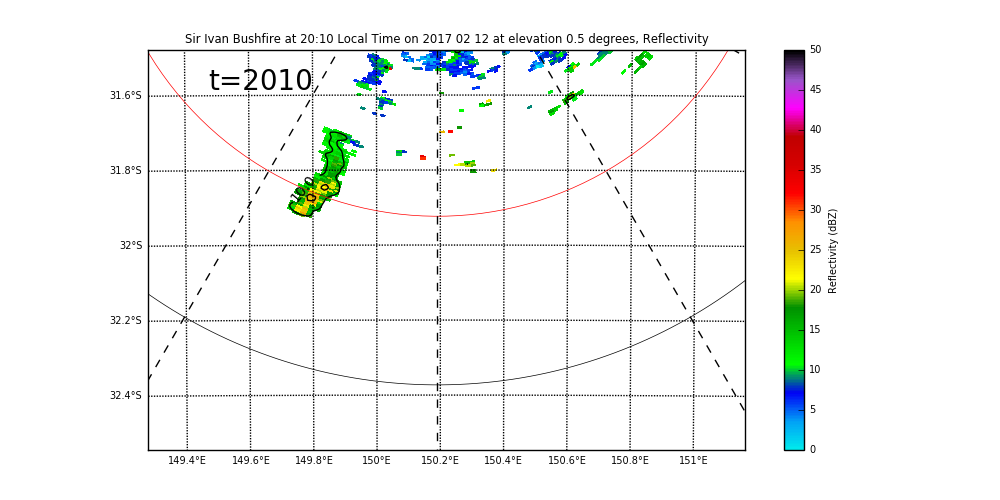 Sir Ivan Bushfire at 20:10 Local Time on 2017 02 12 at elevation 0.5 degrees, Reflectivity
t=2010
31.6°S
31.8°S
32°S
32.2°S
32.4°S
149.4°E 149.6°E 149.8°E 150°E 150.2°E 150.4°E 150.6°E 150.8°E 151°E
50
45
40
35
30
25
20
15
10
5
0
Reflectivity (dBZ)